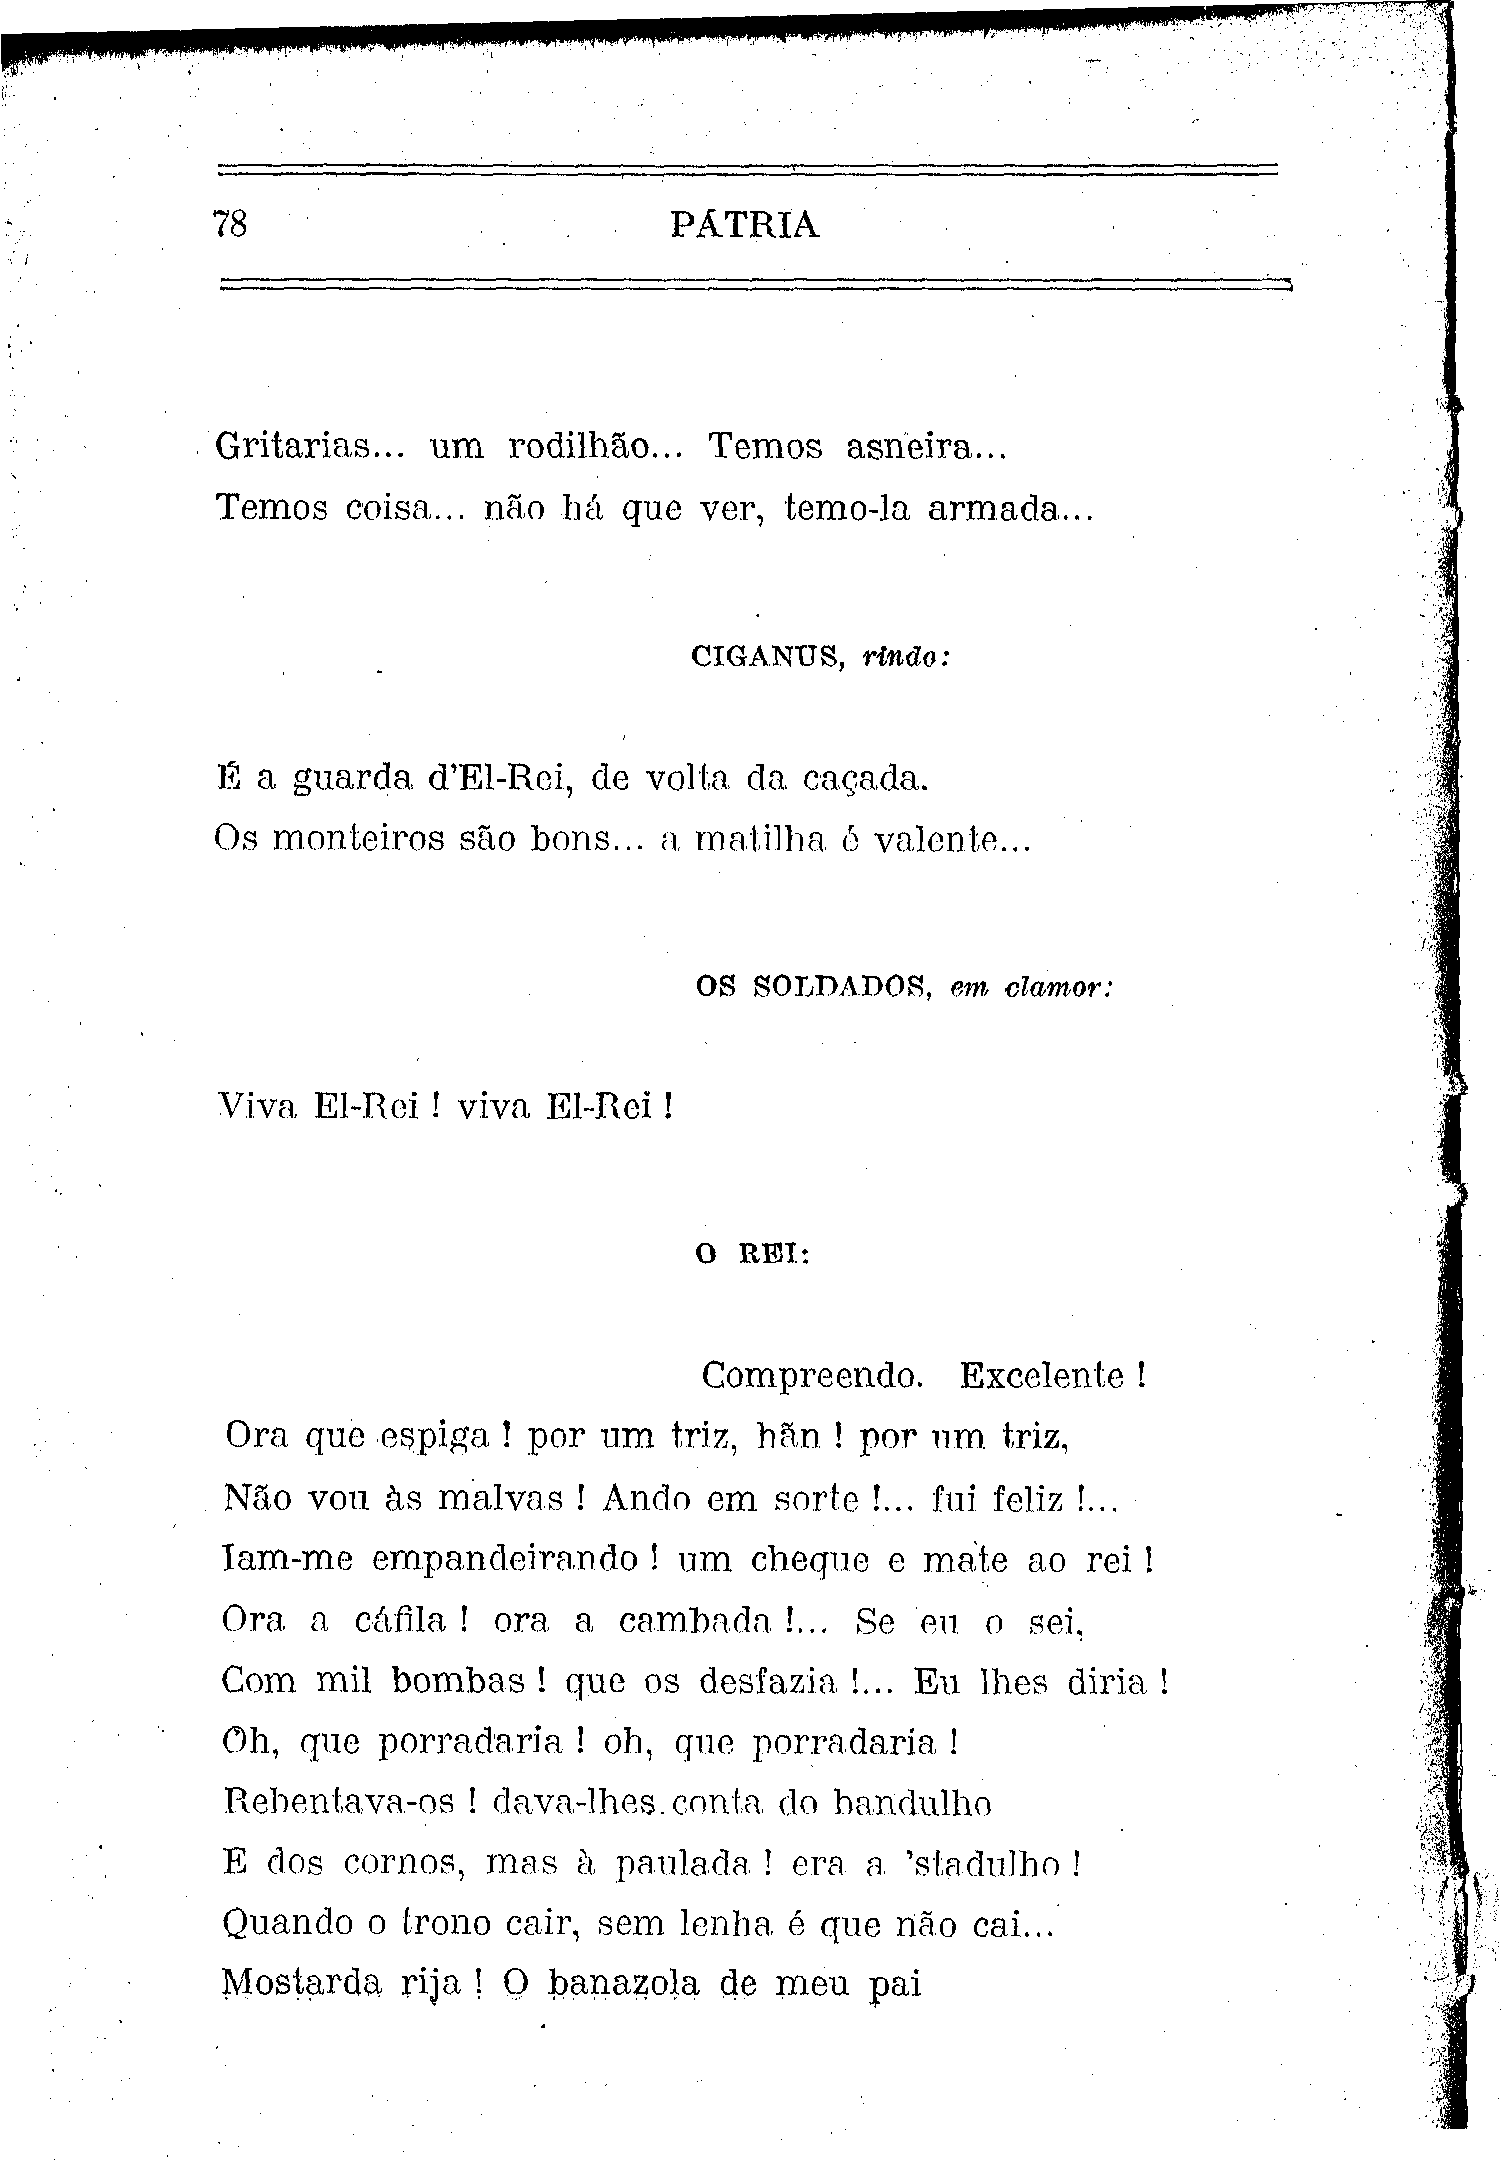 78 PÁTRIA
Gritarias... um rodilhão... Temos asneira...
Temos coisa... não há que ver, temo-la armada...
CIGANUS, rindo:
É a guarda d'El-Rei, de volta da caçada.
Os monteiros são bons... a matilha é valente...
OS SOLDADOS, em clamor:
Viva El-Rei ! viva El-Rei !
O REI:
Compreendo. Excelente !
Ora que espiga ! por um triz, hãn ! por um triz,
Não vou às malvas ! Ando em sorte !... fui feliz !...
Iam-me empandeirando ! um cheque e mate ao rei !
Ora a cáfila ! ora a cambada !... Se eu o sei,
Com mil bombas ! que os desfazia !... Eu lhes diria !
Oh, que porradaria ! oh, que porradaria !
Rebentava-os ! dava-lhes conta do bandulho
E dos cornos, mas à paulada ! era a 'stadulho !
Quando o trono cair, sem lenha é que não cai...
Mostarda rija ! O banazola de meu pai